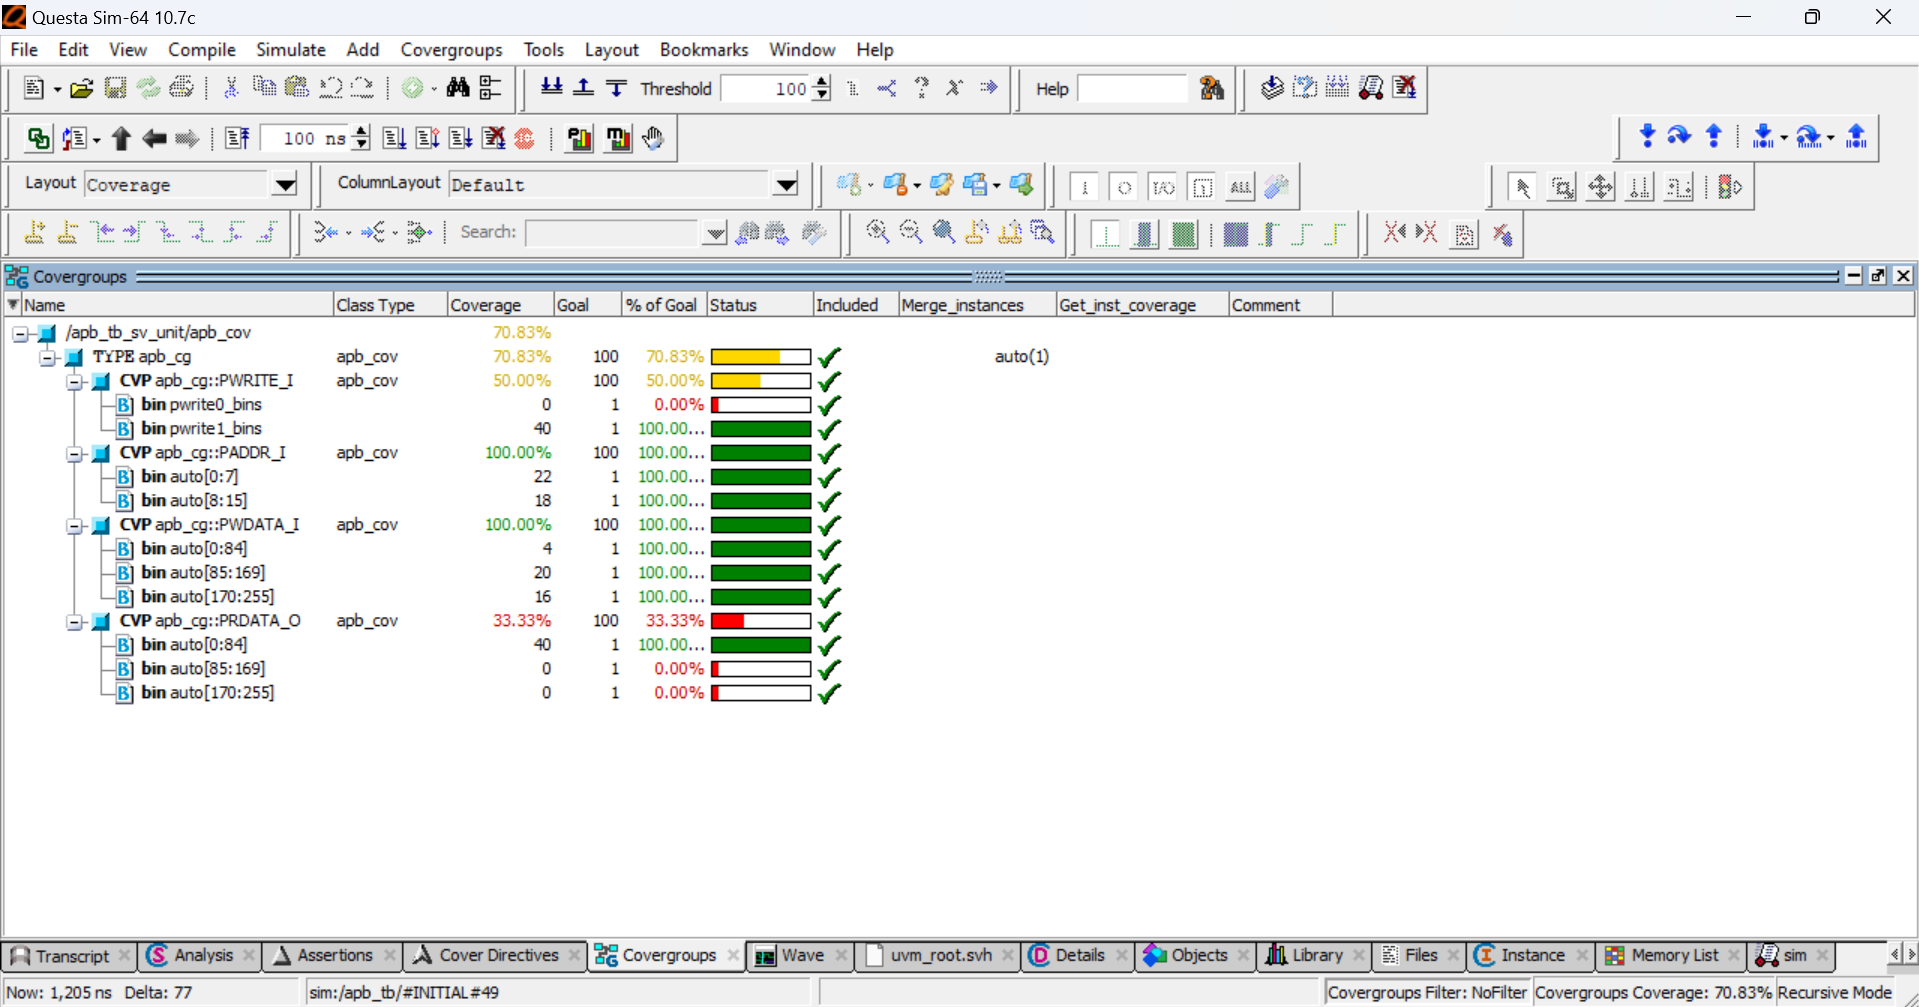 Questa Sim-64 10.7c
File Edit View Compile Simulate Add Covergroups Tools Layout Bookmarks Window Help
Threshold 100 Help
100 ns
Layout Coverage ColumnLayout Default ALL
Search:
Covergroups
Name Class Type Coverage Goal % of Goal Status Included Merge_instances Get_inst_coverage Comment
/apb_tb_sv_unit/apb_cov 70.83%
TYPE apb_cg apb_cov 70.83% 100 70.83% auto(1)
CVP apb_cg::PWRITE_I apb_cov 50.00% 100 50.00%
B] bin pwrite0_bins 0 1 0.00%
B] bin pwrite1_bins 40 1 100.00...
CVP apb_cg::PADDR_I apb_cov 100.00% 100 100.00...
B] bin auto[0:7] 22 1 100.00...
B] bin auto[8:15] 18 1 100.00...
CVP apb_cg::PWDATA_I apb_cov 100.00% 100 100.00...
B] bin auto[0:84] 4 1 100.00...
B] bin auto[85:169] 20 1 100.00...
B] bin auto[170:255] 16 1 100.00...
CVP apb_cg::PRDATA_O apb_cov 33.33% 100 33.33%
B] bin auto[0:84] 40 1 100.00...
B] bin auto[85:169] 0 1 0.00%
B] bin auto[170:255] 0 1 0.00%
Transcript Analysis Assertions Cover Directives Covergroups Wave uvm_root.svh Details Objects Library Files Instance Memory List sim
Now: 1,205 ns Delta: 77 sim:/apb_tb/#INITIAL#49 Covergroups Filter: NoFilter Covergroups Coverage: 70.83% Recursive Mode